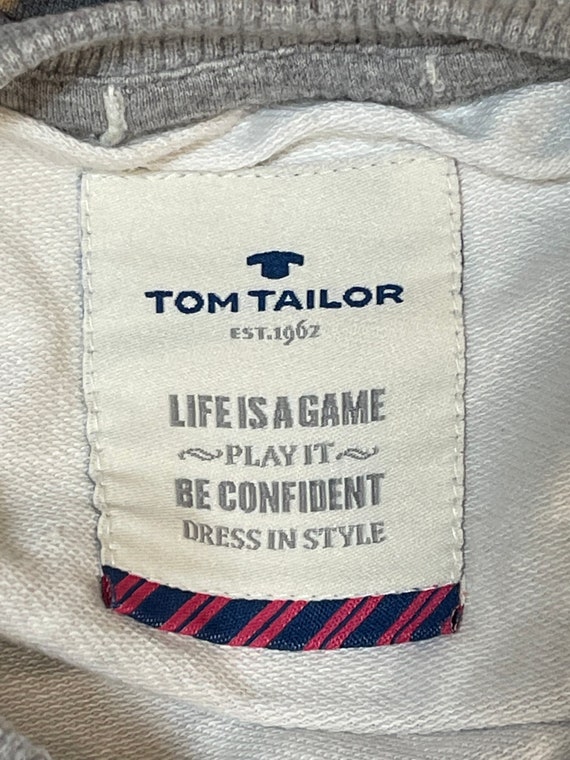 TOM TAILOR
EST.1962
LIFE IS A GAME
~PLAY IT~
BE CONFIDENT
DRESS IN STYLE